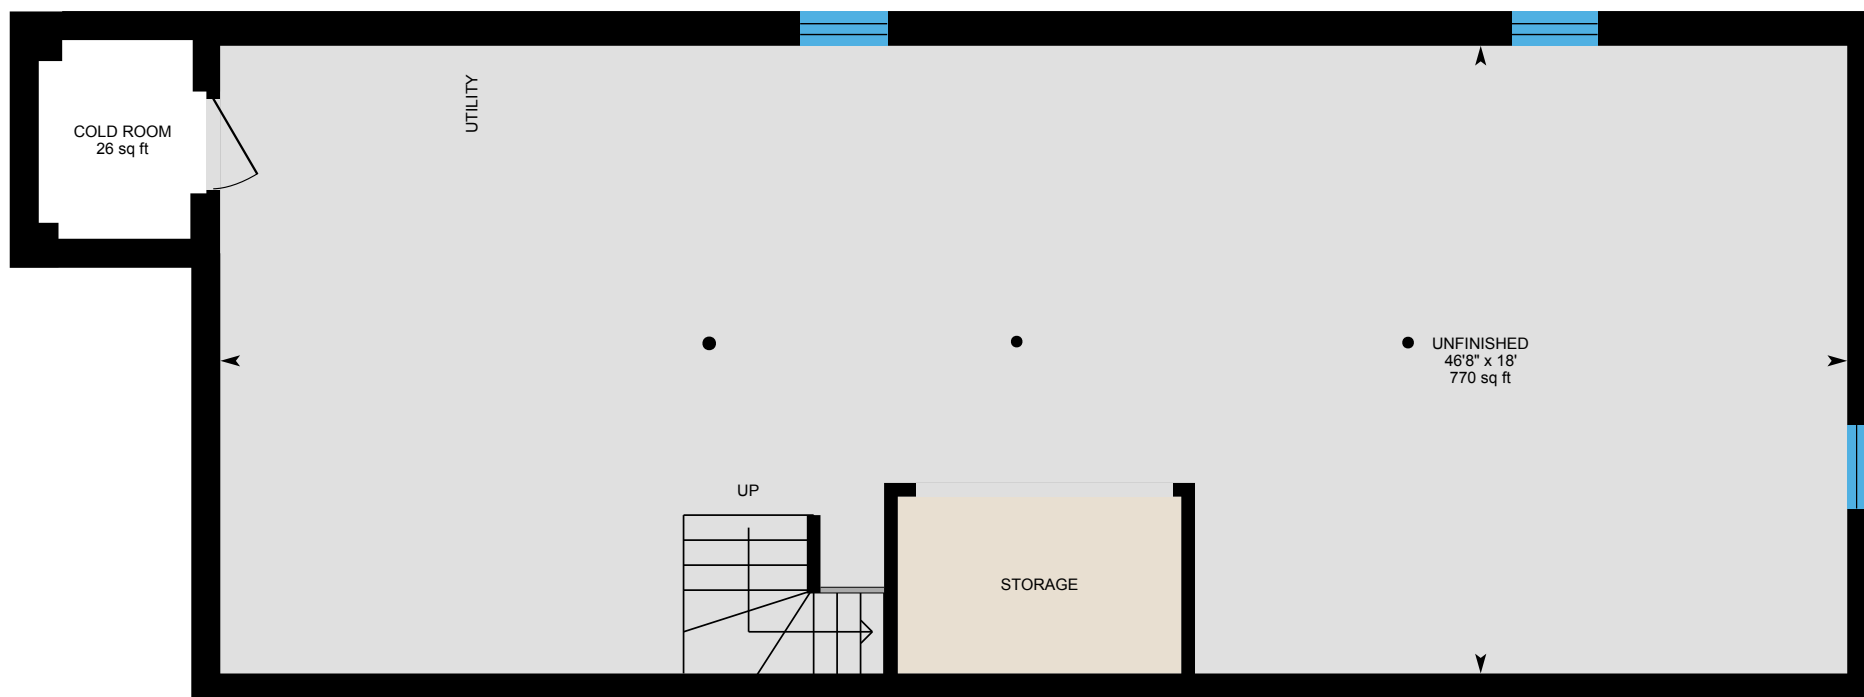 UTILITY
COLD ROOM
26 sq ft
UNFINISHED
46'8" x 18'
770 sq ft
UP
STORAGE